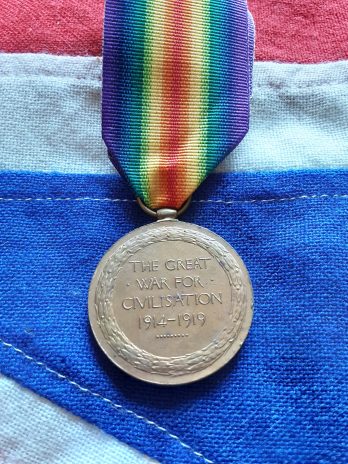 THE GREAT
· WAR FOR ·
CIVILISATION
1914-1919